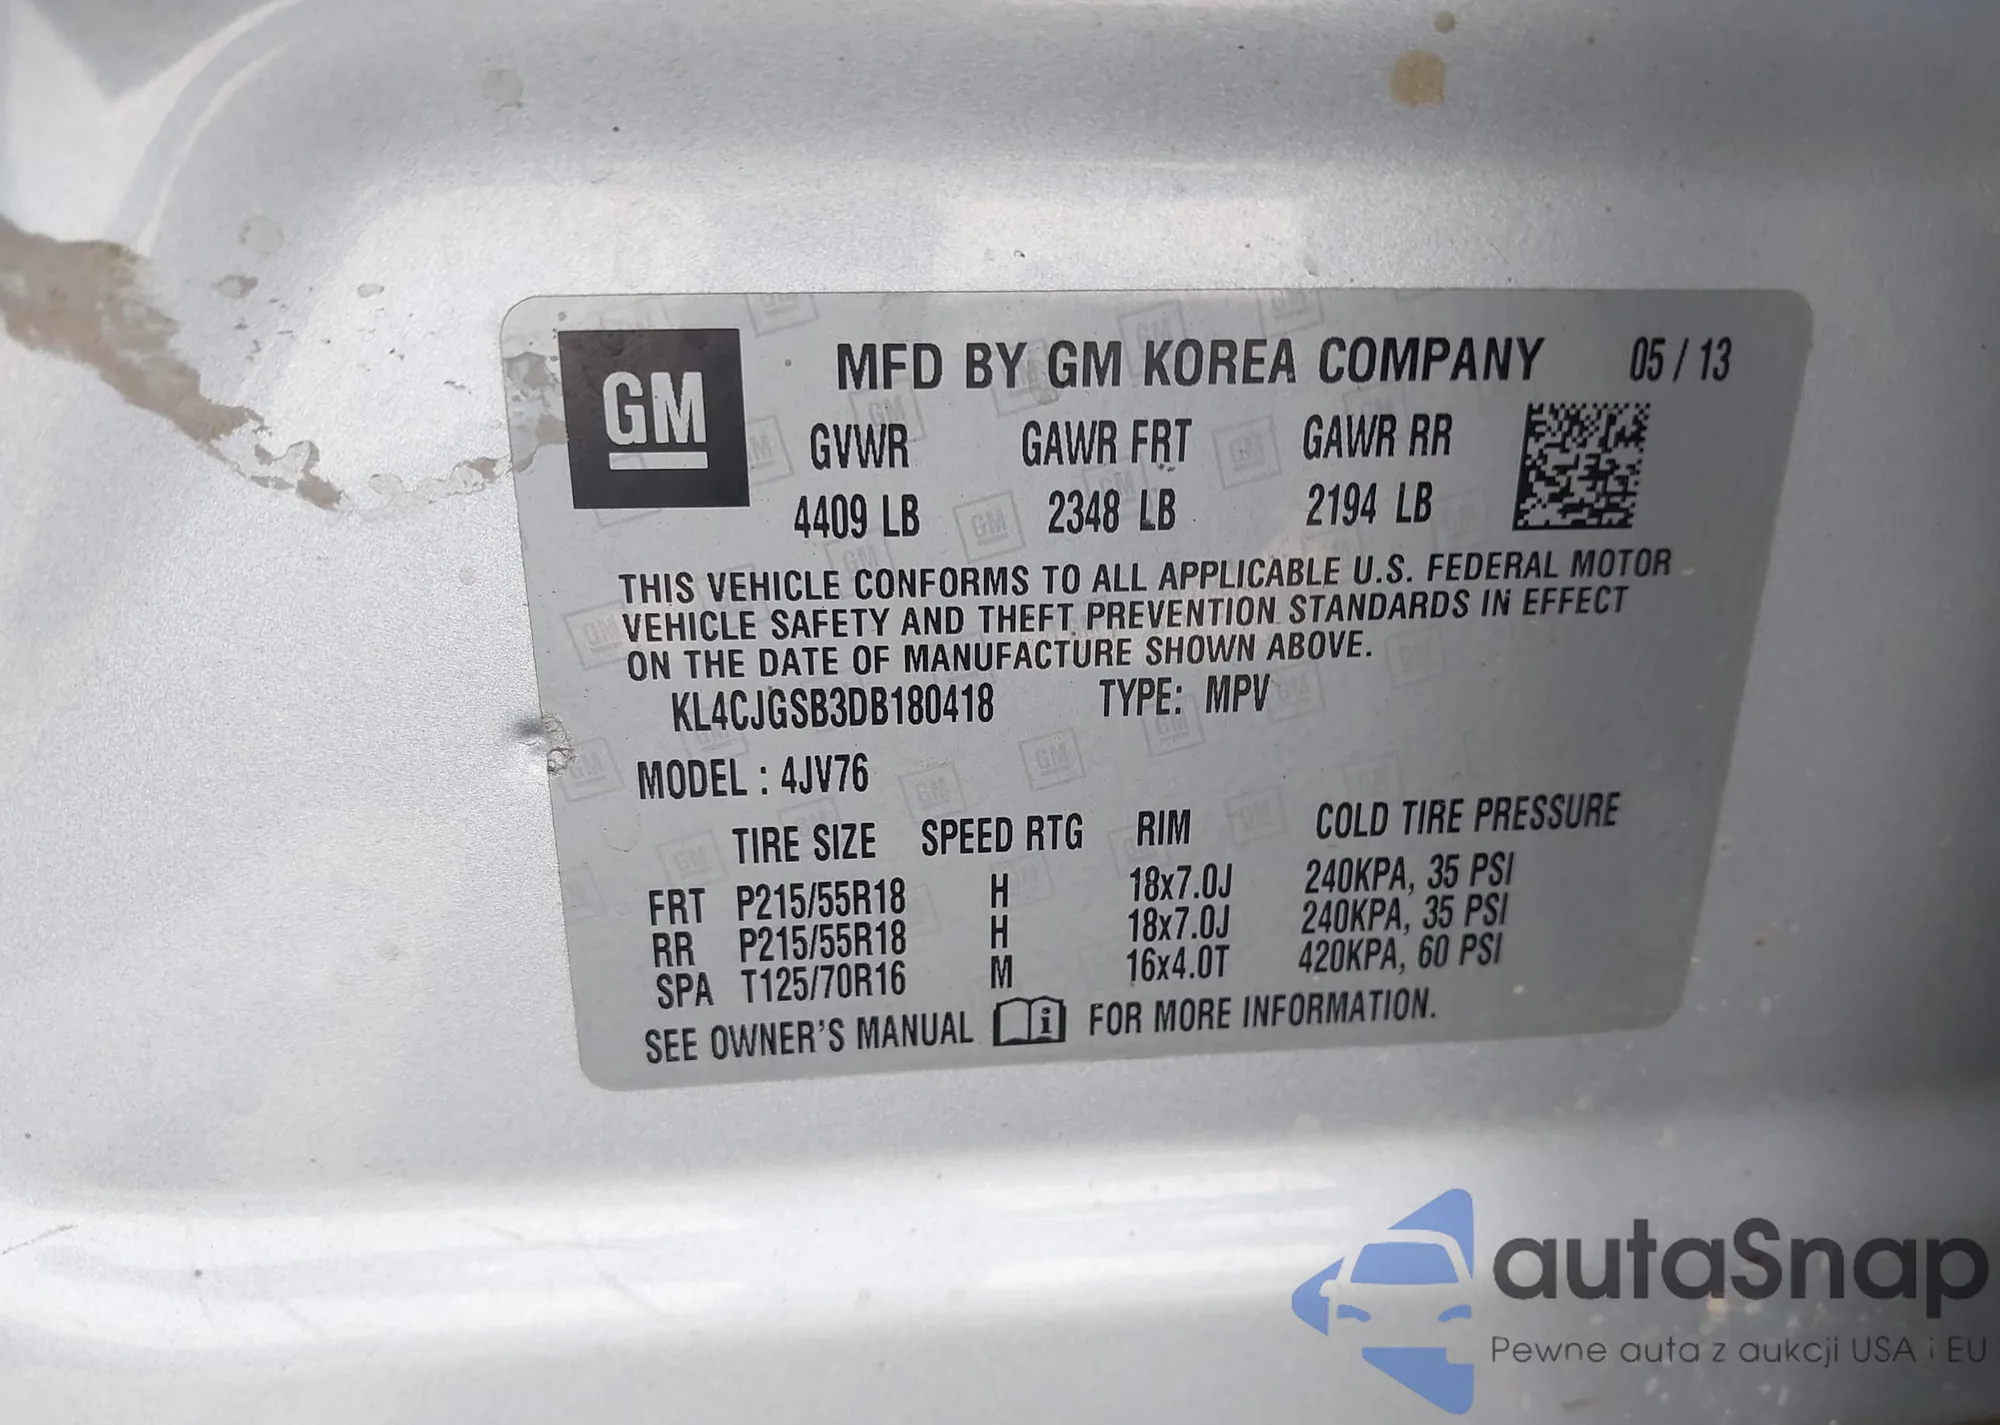 GM
MFD BY GM KOREA COMPANY 05 / 13
GVWR GAWR FRT GAWR RR
4409 LB 2348 LB 2194 LB
THIS VEHICLE CONFORMS TO ALL APPLICABLE U.S. FEDERAL MOTOR
VEHICLE SAFETY AND THEFT PREVENTION STANDARDS IN EFFECT
ON THE DATE OF MANUFACTURE SHOWN ABOVE.
KL4CJGSB3DB180418 TYPE: MPV
MODEL : 4JV76
TIRE SIZE SPEED RTG RIM COLD TIRE PRESSURE
FRT P215/55R18 H 18x7.0J 240KPA, 35 PSI
RR P215/55R18 H 18x7.0J 240KPA, 35 PSI
SPA T125/70R16 M 16x4.0T 420KPA, 60 PSI
SEE OWNER'S MANUAL i FOR MORE INFORMATION.
autaSnap
Pewne auta z aukcji USA i EU